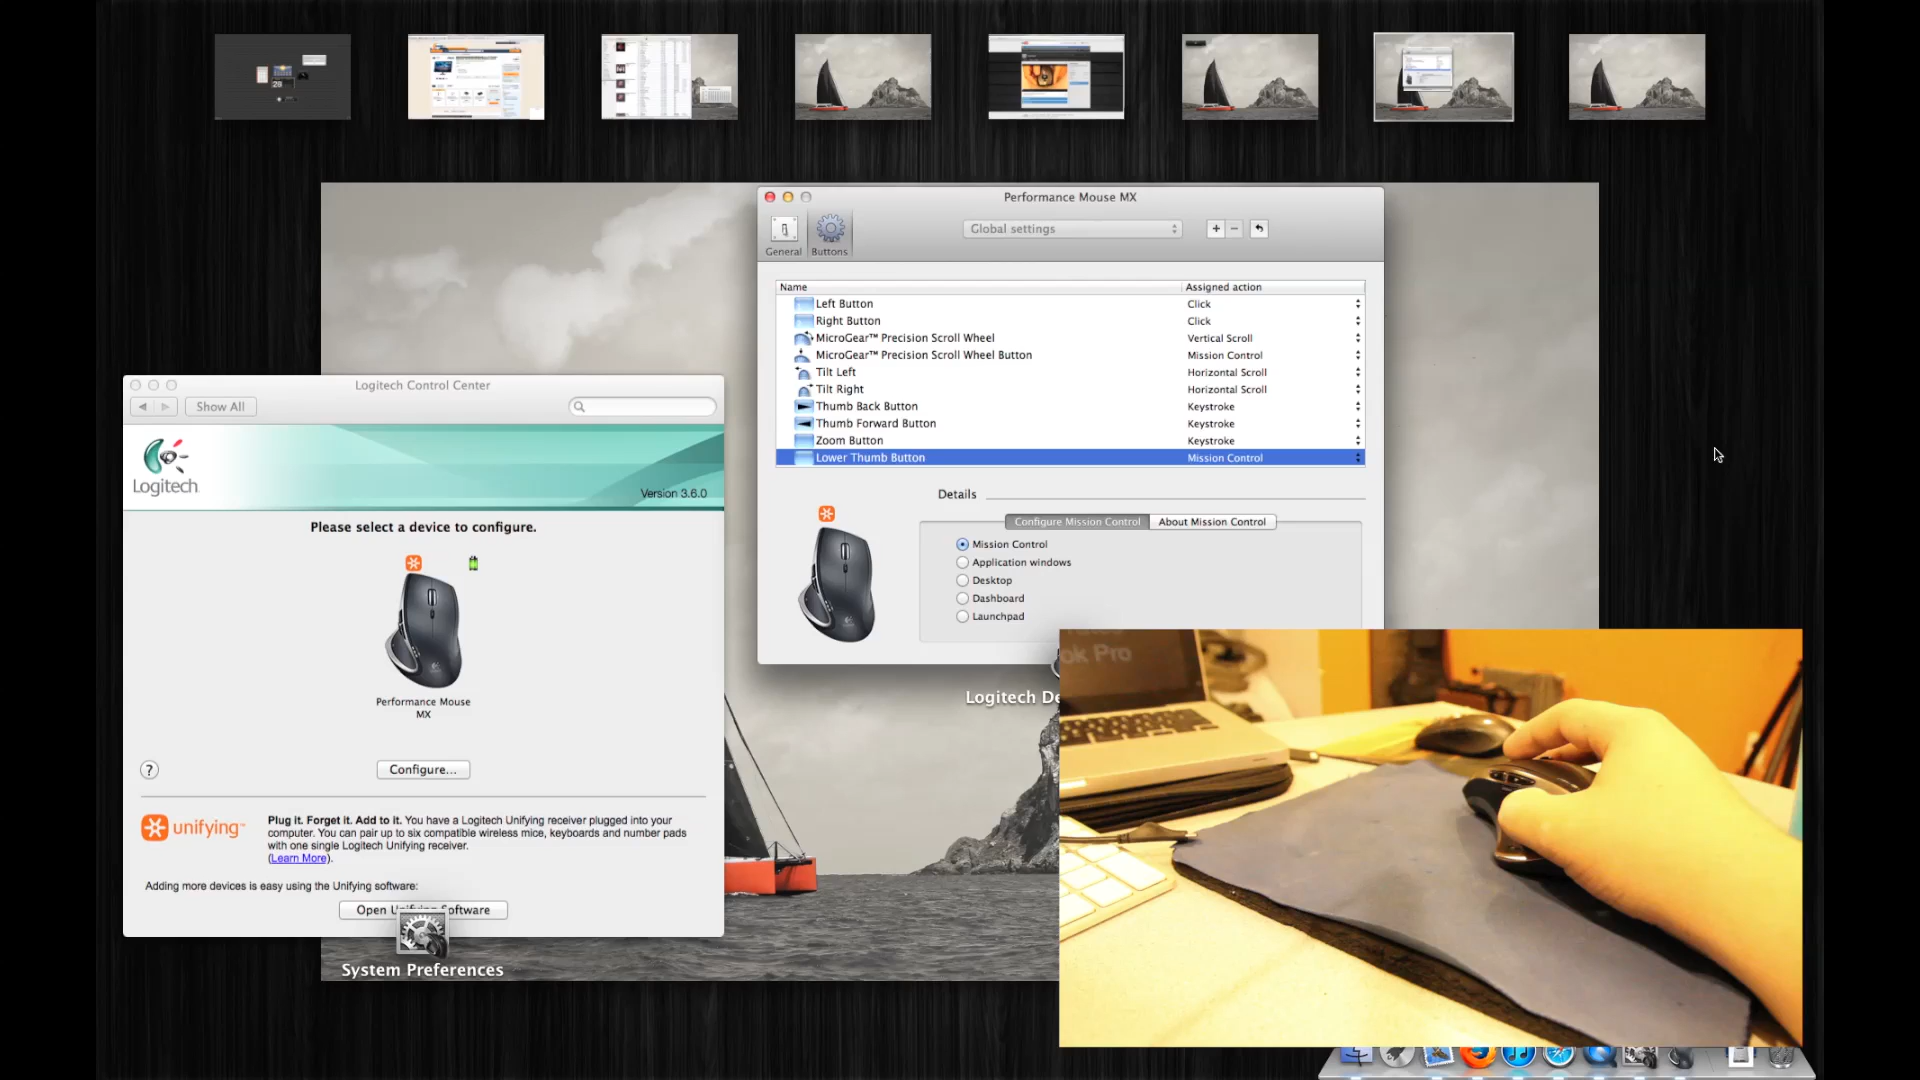 Performance Mouse MX
General
Buttons
Global settings
Name
Assigned action
Left Button
Click
Right Button
Click
MicroGear™ Precision Scroll Wheel
Vertical Scroll
MicroGear™ Precision Scroll Wheel Button
Mission Control
Tilt Left
Horizontal Scroll
Tilt Right
Horizontal Scroll
Thumb Back Button
Keystroke
Thumb Forward Button
Keystroke
Zoom Button
Keystroke
Lower Thumb Button
Mission Control
Details
Configure Mission Control
About Mission Control
Mission Control
Application windows
Desktop
Dashboard
Launchpad
Logitech De
Logitech Control Center
Show All
Logitech
Version 3.6.0
Please select a device to configure.
Performance Mouse
MX
?
Configure...
unifying™
Plug it. Forget it. Add to it. You have a Logitech Unifying receiver plugged into your
computer. You can pair up to six compatible wireless mice, keyboards and number pads
with one single Logitech Unifying receiver.
(Learn More).
Adding more devices is easy using the Unifying software:
Open Unifying Software
System Preferences
ok Pro